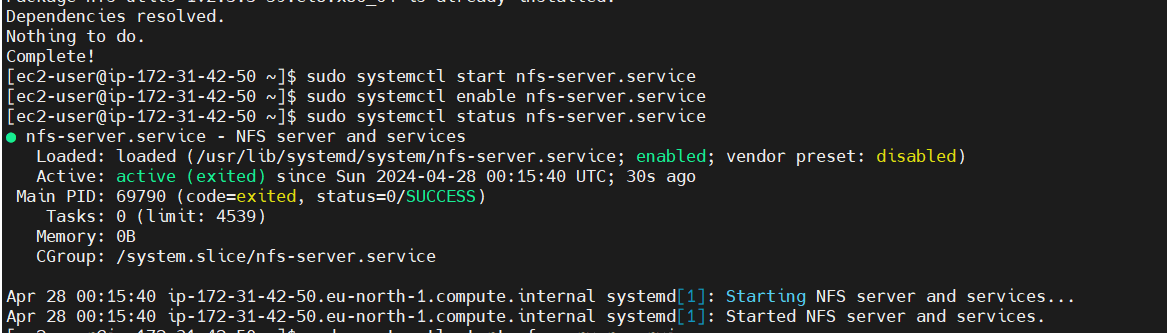 Dependencies resolved.
Nothing to do.
Complete!
[ec2-user@ip-172-31-42-50 ~]$ sudo systemctl start nfs-server.service
[ec2-user@ip-172-31-42-50 ~]$ sudo systemctl enable nfs-server.service
[ec2-user@ip-172-31-42-50 ~]$ sudo systemctl status nfs-server.service
● nfs-server.service - NFS server and services
Loaded: loaded (/usr/lib/systemd/system/nfs-server.service; enabled; vendor preset: disabled)
Active: active (exited) since Sun 2024-04-28 00:15:40 UTC; 30s ago
Main PID: 69790 (code=exited, status=0/SUCCESS)
Tasks: 0 (limit: 4539)
Memory: 0B
CGroup: /system.slice/nfs-server.service
Apr 28 00:15:40 ip-172-31-42-50.eu-north-1.compute.internal systemd[1]: Starting NFS server and services...
Apr 28 00:15:40 ip-172-31-42-50.eu-north-1.compute.internal systemd[1]: Started NFS server and services.